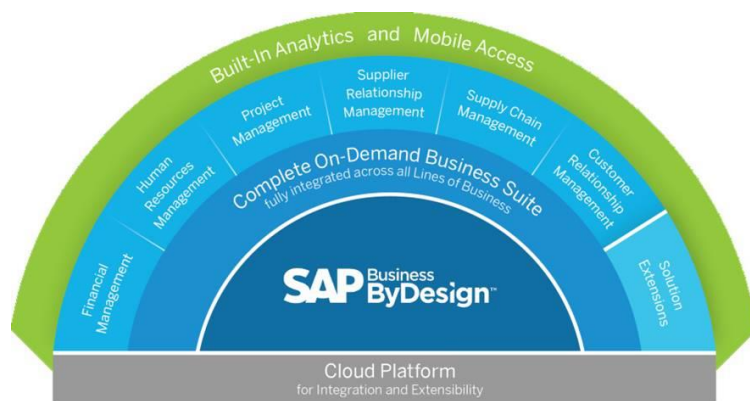 Built-In Analytics and Mobile Access
Financial
Management
Human
Resources
Management
Project
Management
Supplier
Relationship
Management
Supply Chain
Management
Customer
Relationship
Management
Solution
Extensions
Complete On-Demand Business Suite
fully integrated across all Lines of Business
SAP Business
ByDesign™
Cloud Platform
for Integration and Extensibility